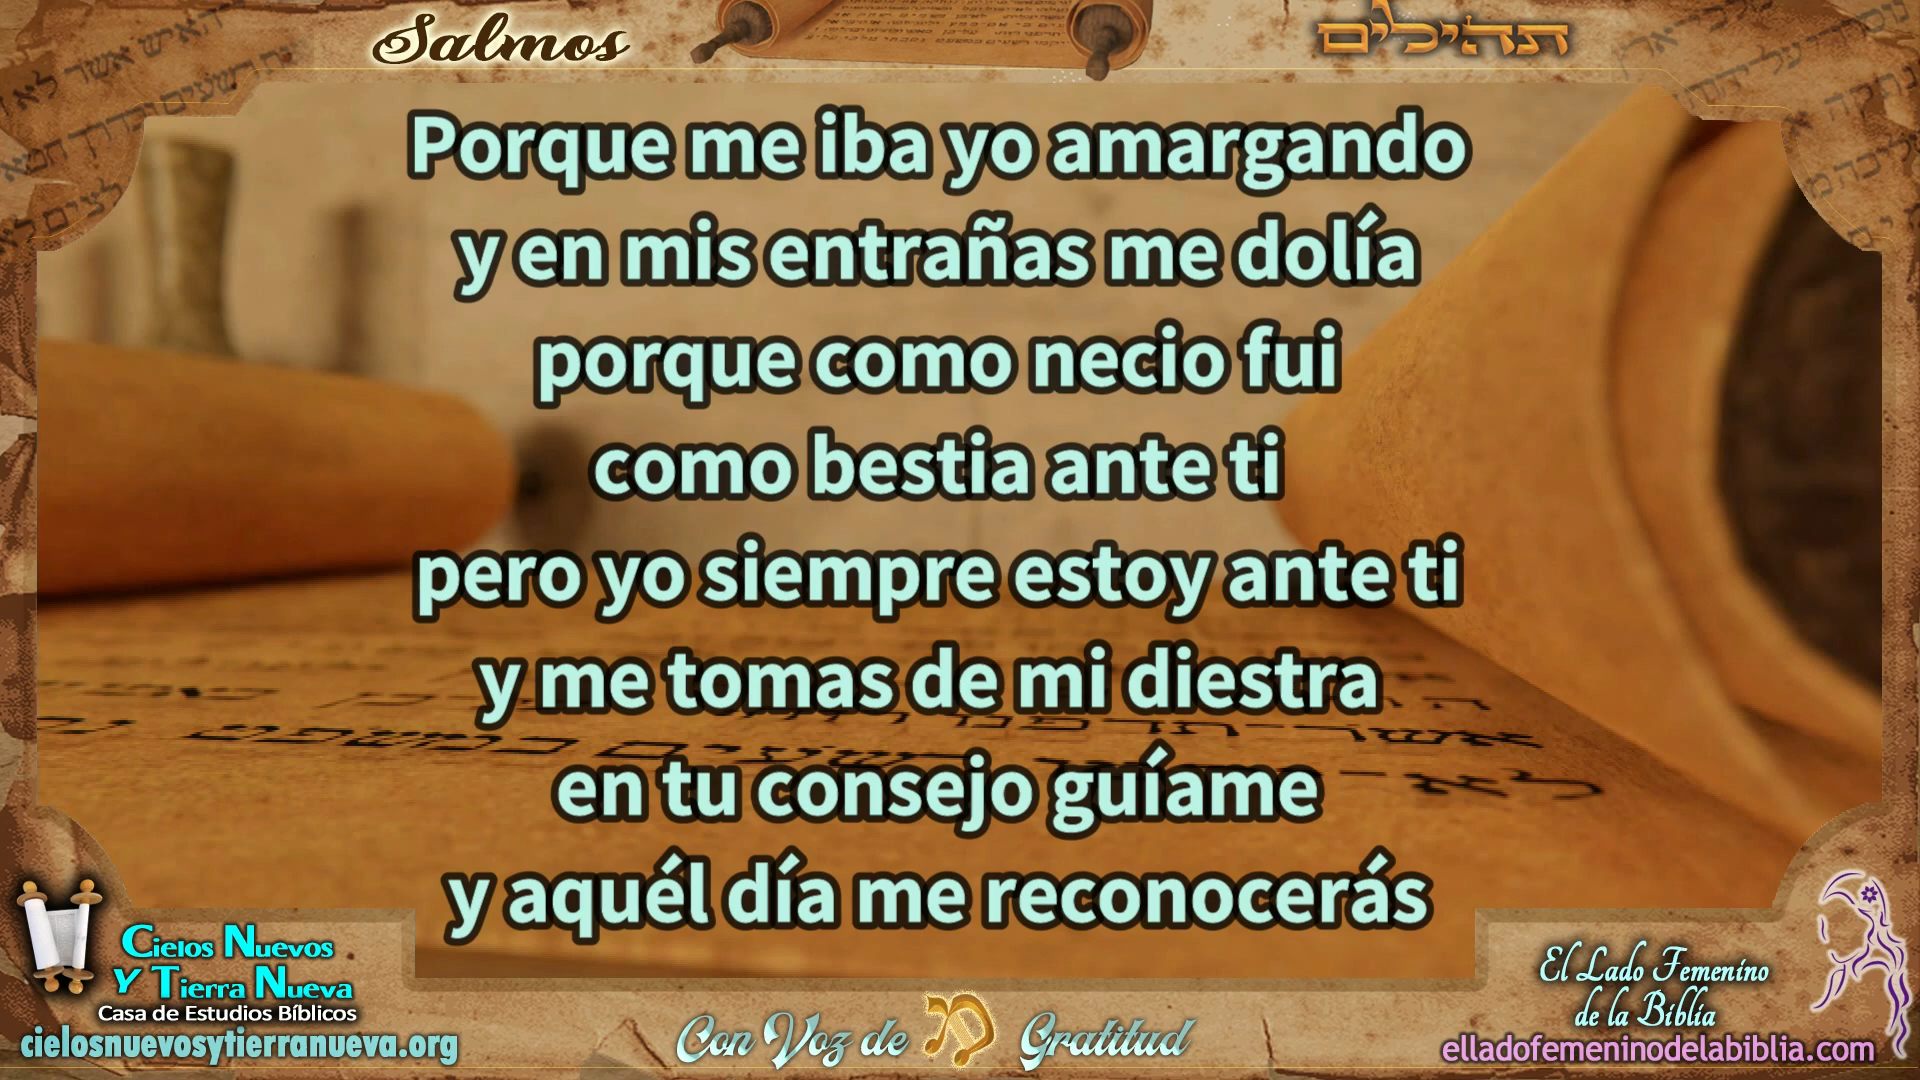 Salmos
תהילים
Porque me iba yo amargando
y en mis entrañas me dolía
porque como necio fui
como bestia ante ti
pero yo siempre estoy ante ti
y me tomas de mi diestra
en tu consejo guíame
y aquél día me reconocerás
Cielos Nuevos
Y Tierra Nueva
Casa de Estudios Bíblicos
cielosnuevosytierranueva.org
Con Voz de Gratitud
El Lado Femenino
de la Biblia
elladofemeninodelabiblia.com